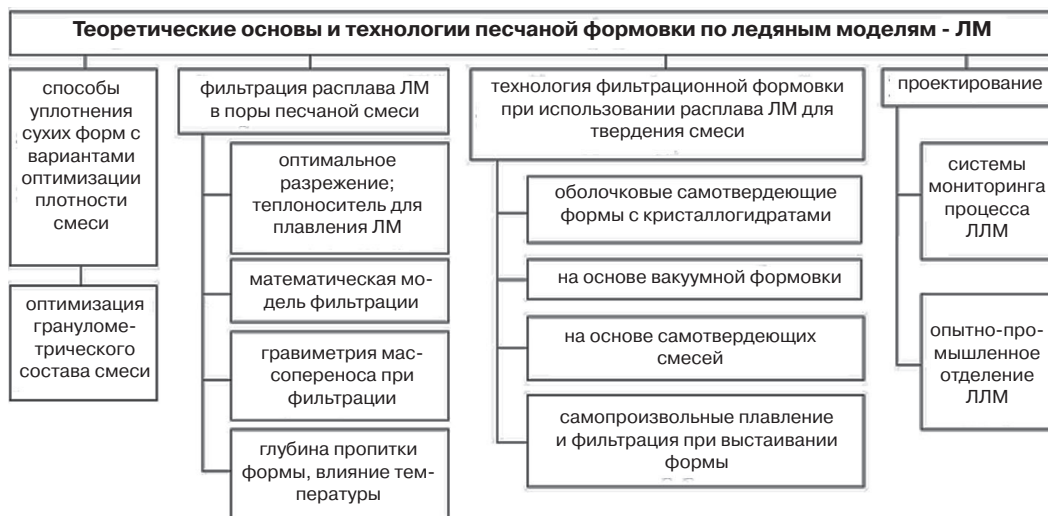 Теоретические основы и технологии песчаной формовки по ледяным моделям - ЛМ
способы
уплотнения
сухих форм с
вариантами
оптимизации
плотности
смеси
оптимизация
грануломе-
трического
состава смеси
фильтрация расплава ЛМ
в поры песчаной смеси
оптимальное
разрежение;
теплоноситель для
плавления ЛМ
математическая мо-
дель фильтрации
гравиметрия мас-
сопереноса при
фильтрации
глубина пропитки
формы, влияние тем-
пературы
технология фильтрационной формовки
при использовании расплава ЛМ для
твердения смеси
оболочковые самотвердеющие
формы с кристаллогидратами
на основе вакуумной формовки
на основе самотвердеющих
смесей
самопроизвольные плавление
и фильтрация при выстаивании
формы
проектирование
системы
мониторинга
процесса
ЛЛМ
опытно-про-
мышленное
отделение
ЛЛМ